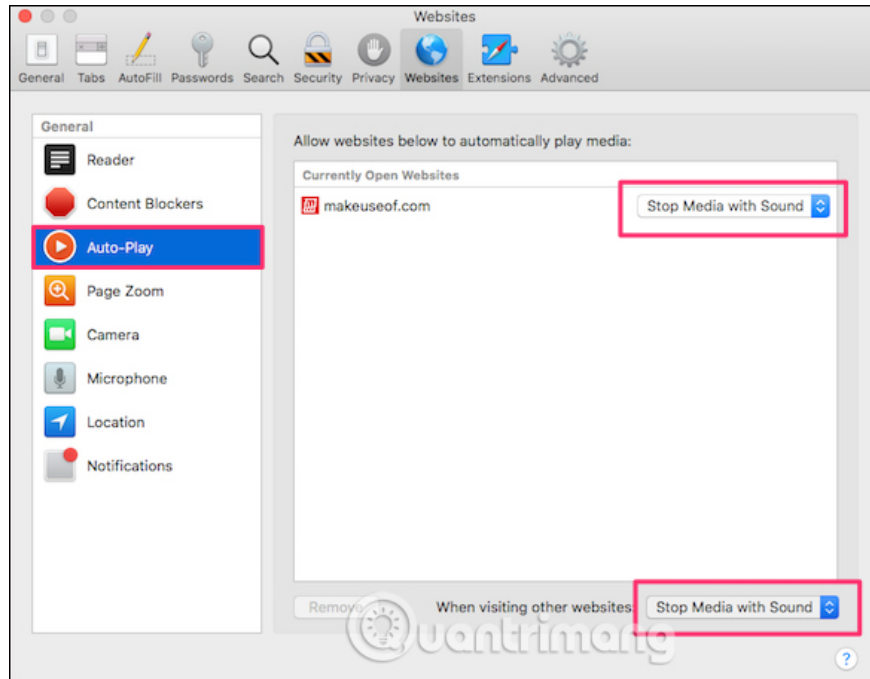 Websites
General Tabs AutoFill Passwords Search Security Privacy Websites Extensions Advanced
General
Reader
Content Blockers
Auto-Play
Page Zoom
Camera
Microphone
Location
Notifications
Allow websites below to automatically play media:
Currently Open Websites
makeuseof.com Stop Media with Sound
Remove When visiting other websites: Stop Media with Sound
Quantrimang
?